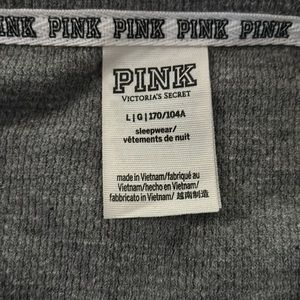 INK PINK PINK PINK PINK
PINK
VICTORIA'S SECRET
L | G | 170/104A
sleepwear/
vêtements de nuit
made in Vietnam/fabriqué au
Vietnam/hecho en Vietnam/
fabbricato in Vietnam/ 越南制造